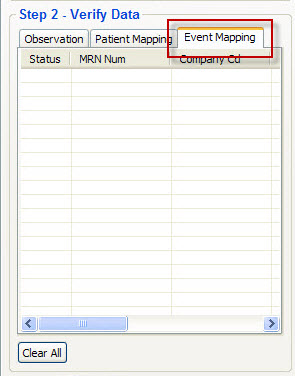 Step 2 - Verify Data
Observation Patient Mapping Event Mapping
Status MRN Num Company Cd
Clear All